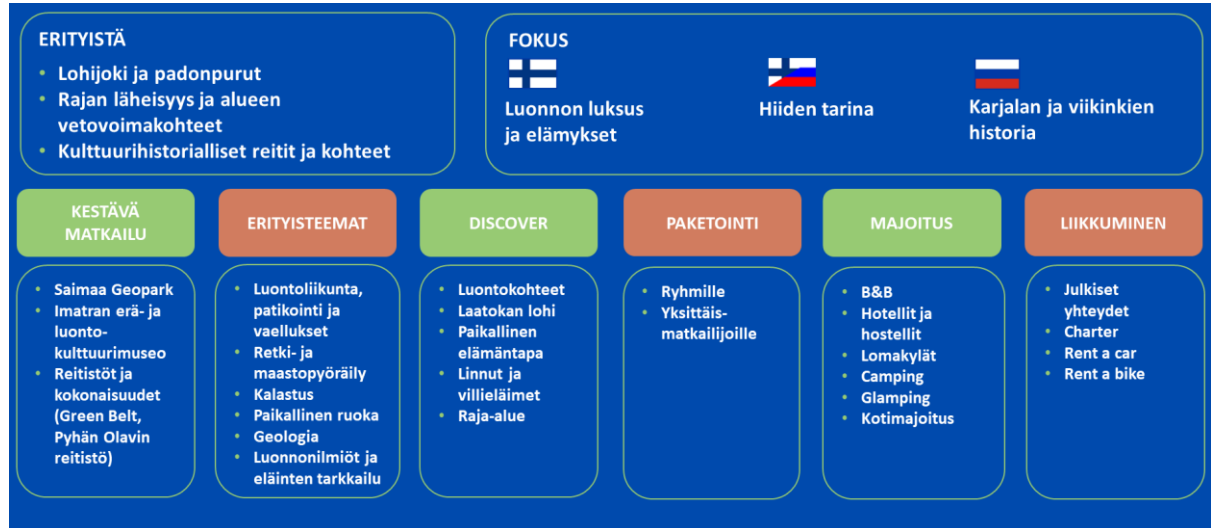 ERITYISTÄ
• Lohijoki ja padonpurut
• Rajan läheisyys ja alueen
vetovoimakohteet
• Kulttuurihistorialliset reitit ja kohteet
FOKUS
Luonnon luksus
ja elämykset
Hiiden tarina
Karjalan ja viikinkien
historia
KESTÄVÄ
MATKAILU
• Saimaa Geopark
• Imatran erä- ja
luonto-
kulttuurimuseo
• Reitistöt ja
kokonaisuudet
(Green Belt,
Pyhän Olavin
reitistö)
ERITYISTEEMAT
• Luontoliikunta,
patikointi ja
vaellukset
• Retki- ja
maastopyöräily
• Kalastus
• Paikallinen ruoka
• Geologia
• Luonnonilmiöt ja
eläinten tarkkailu
DISCOVER
• Luontokohteet
• Laatokan lohi
• Paikallinen
elämäntapa
• Linnut ja
villieläimet
• Raja-alue
PAKETOINTI
• Ryhmille
• Yksittäis-
matkailijoille
MAJOITUS
• B&B
• Hotellit ja
hostellit
• Lomakylät
• Camping
• Glamping
• Kotimajoitus
LIIKKUMINEN
• Julkiset
yhteydet
• Charter
• Rent a car
• Rent a bike